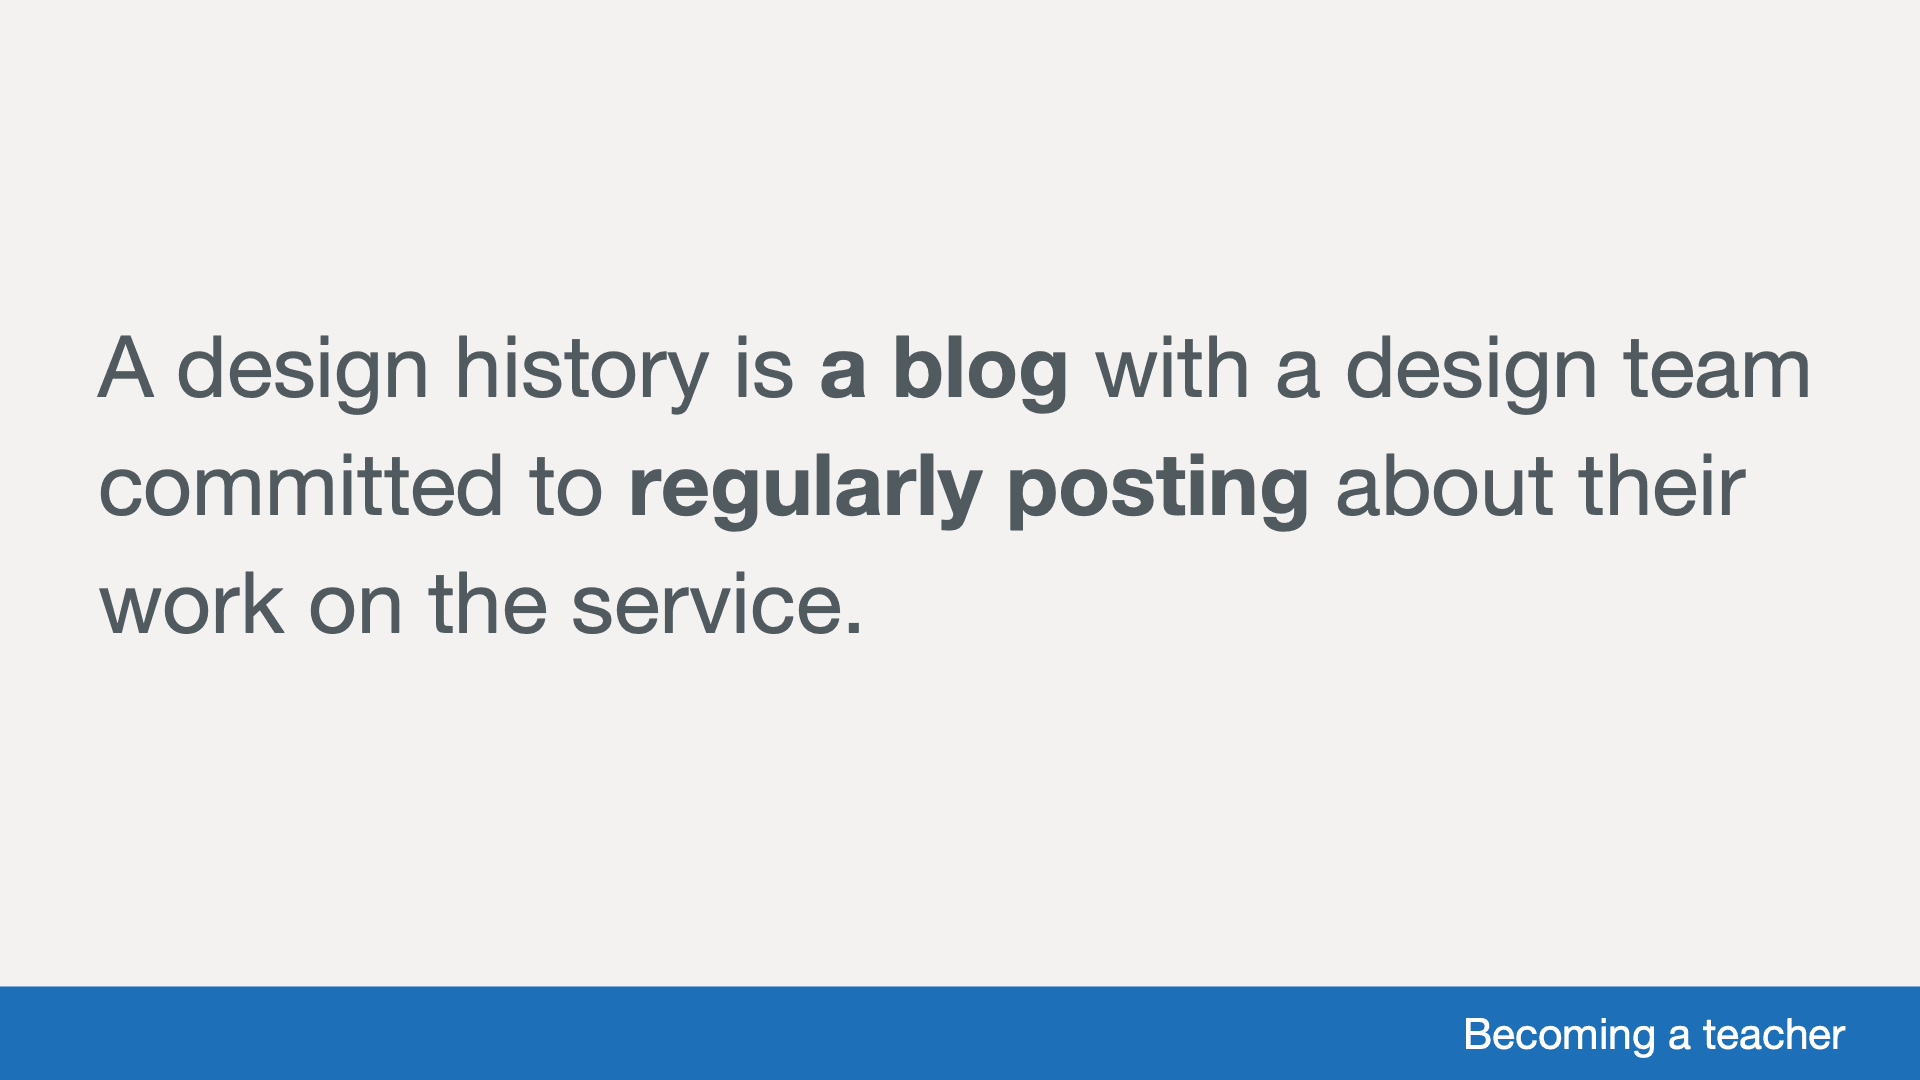 A design history is a blog with a design team
committed to regularly posting about their
work on the service.
Becoming a teacher